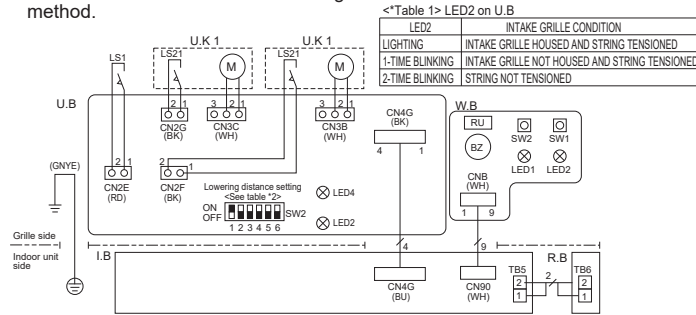 method.
<*Table 1> LED2 on U.B
LED2 INTAKE GRILLE CONDITION
LIGHTING INTAKE GRILLE HOUSED AND STRING TENSIONED
1-TIME BLINKING INTAKE GRILLE NOT HOUSED AND STRING TENSIONED
2-TIME BLINKING STRING NOT TENSIONED
U.K 1 U.K 1
LS1 LS21 M LS21 M
U.B
2 1 3 2 1 3 2 1
CN2G (BK) CN3C (WH) CN3B (WH)
CN4G (BK)
4 1
W.B
RU
BZ
SW2 SW1
LED1 LED2
CNB (WH)
1 9
(GNYE)
2 1 2 1
CN2E (RD) CN2F (BK)
Lowering distance setting
<See table *2>
ON
OFF SW2
1 2 3 4 5 6
LED4
LED2
Grille side
Indoor unit side
4 9
I.B R.B
CN4G (BU) CN90 (WH)
TB5 2 TB6
2 2
1 1